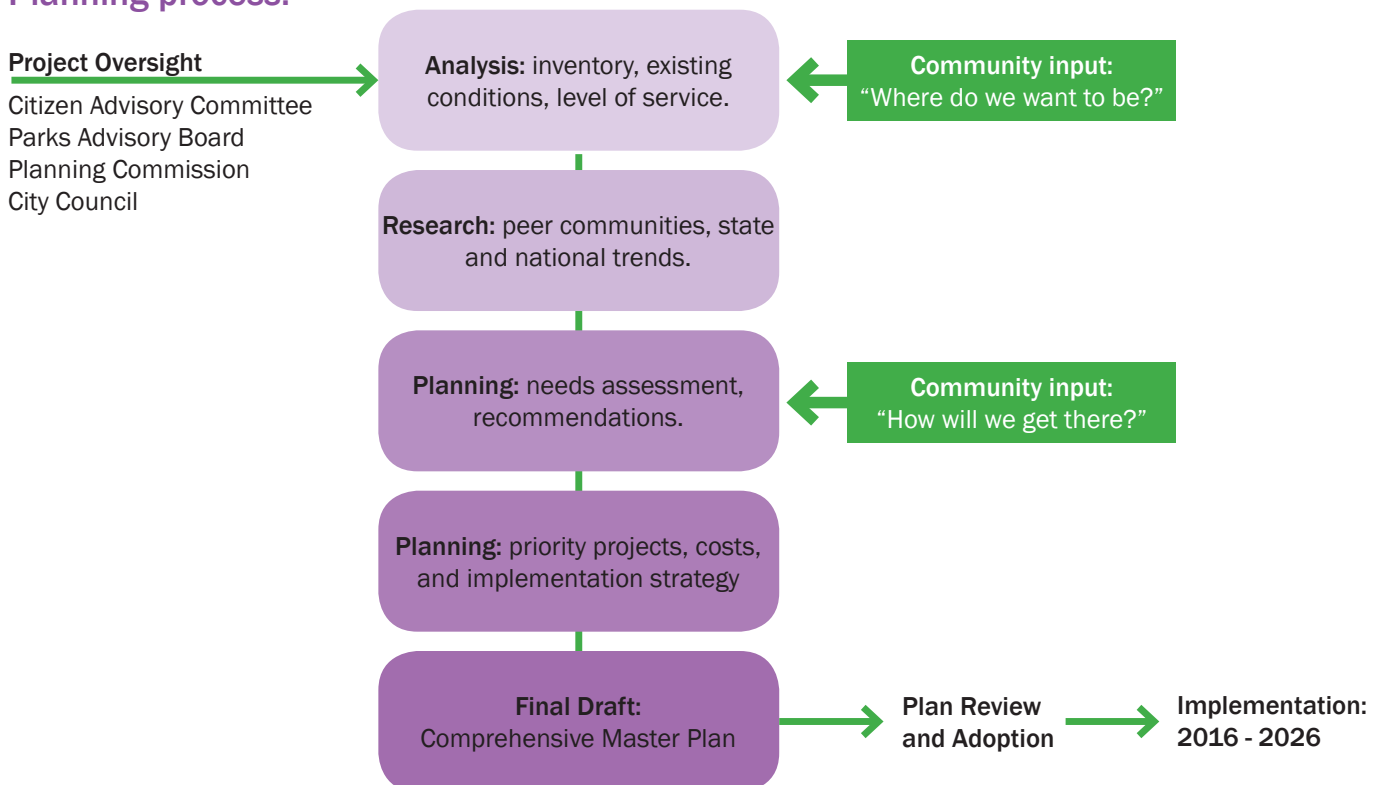 Planning process:
Project Oversight
Citizen Advisory Committee
Parks Advisory Board
Planning Commission
City Council
Analysis: inventory, existing
conditions, level of service.
Community input:
“Where do we want to be?”
Research: peer communities, state
and national trends.
Planning: needs assessment,
recommendations.
Community input:
“How will we get there?”
Planning: priority projects, costs,
and implementation strategy
Final Draft:
Comprehensive Master Plan
Plan Review
and Adoption
Implementation:
2016 - 2026